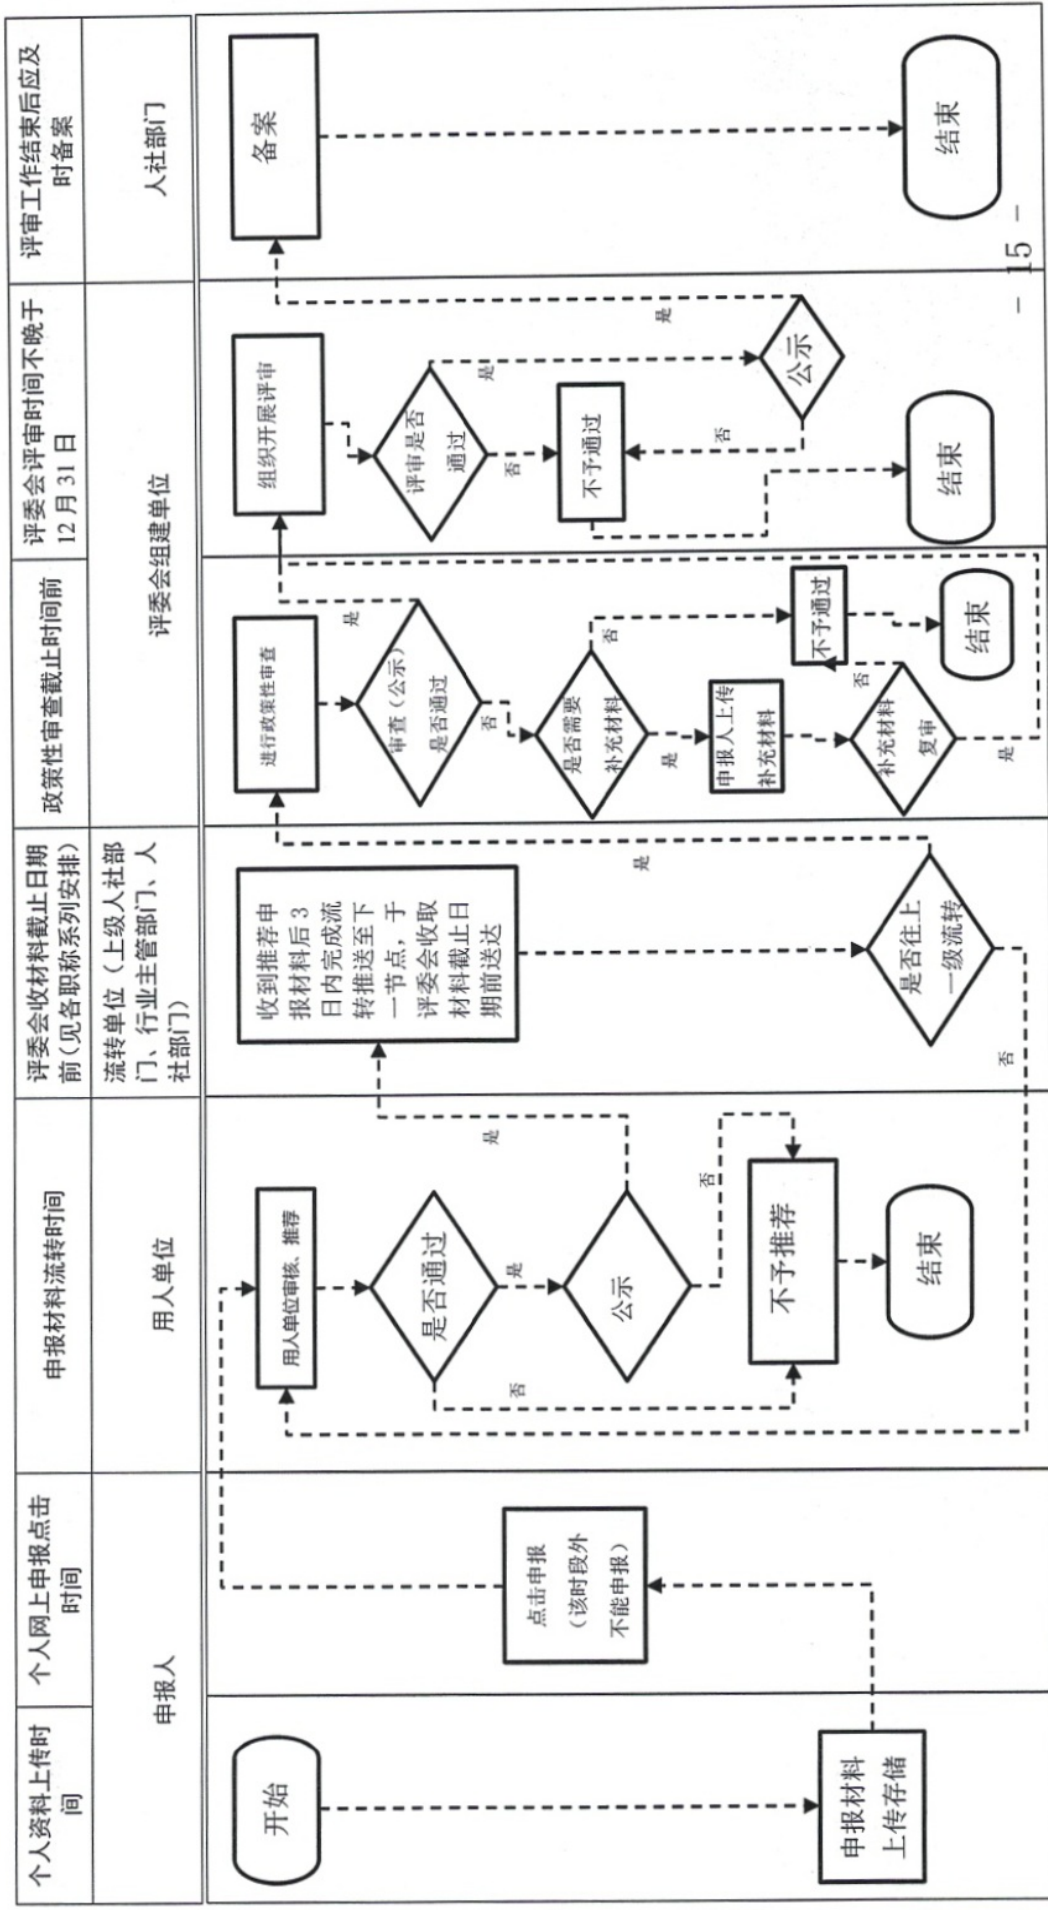 个人资料上传时
间
个人网上申报点击
时间
申报材料流转时间
评委会收材料截止日期
前(见各职称系列安排)
政策性审查截止时间前
评委会评审时间不晚于
12月31日
评审工作结束后应及
时备案
申报人
用人单位
流转单位（上级人社部
门、行业主管部门、人
社部门）
评委会组建单位
人社部门
开始
申报材料
上传存储
点击申报
（该时段外
不能申报）
用人单位审核、推荐
是否通过
是
否
公示
是
否
不予推荐
结束
收到推荐申
报材料后3
日内完成流
转推送至下
一节点，于
评委会收取
材料截止日
期前送达
是否往上
一级流转
是
否
进行政策性审查
审查（公示）
是否通过
是
否
是否需要
补充材料
否
是
申报人上传
补充材料
补充材料
复审
否
是
不予通过
结束
组织开展评审
评审是否
通过
是
否
不予通过
公示
否
是
结束
备案
结束
— 15 —